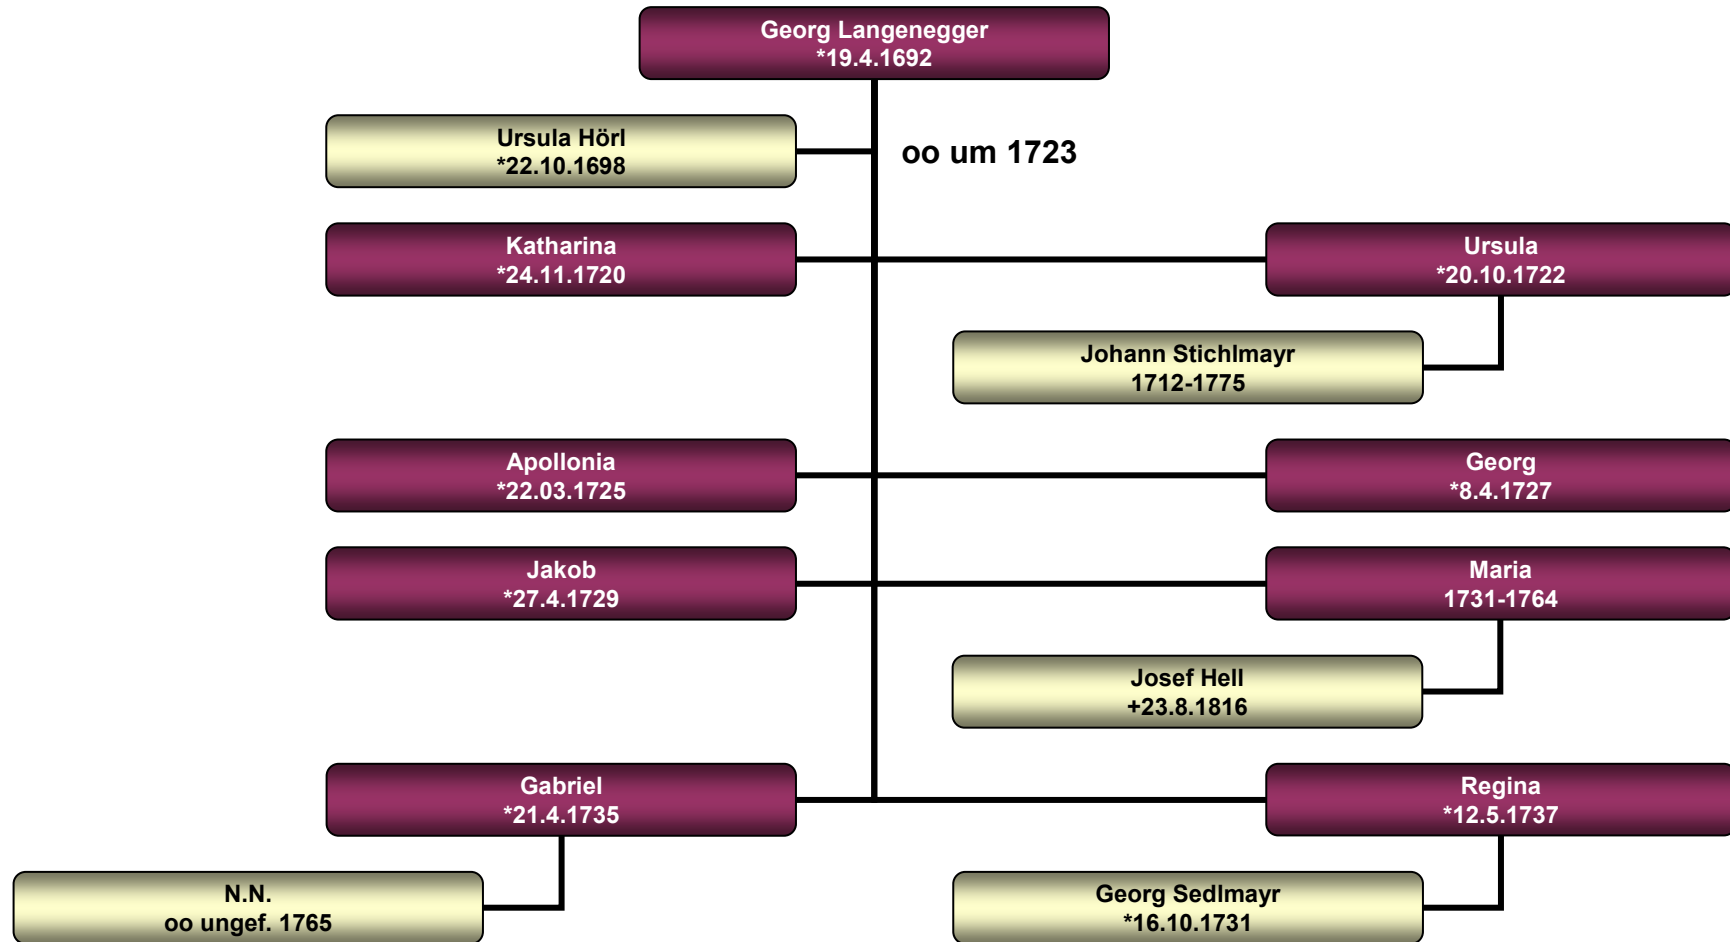 Georg Langenegger
*19.4.1692
Ursula Hörl
*22.10.1698
oo um 1723
Katharina
*24.11.1720
Ursula
*20.10.1722
Johann Stichlmayr
1712-1775
Apollonia
*22.03.1725
Georg
*8.4.1727
Jakob
*27.4.1729
Maria
1731-1764
Josef Hell
+23.8.1816
Gabriel
*21.4.1735
Regina
*12.5.1737
N.N.
oo ungef. 1765
Georg Sedlmayr
*16.10.1731